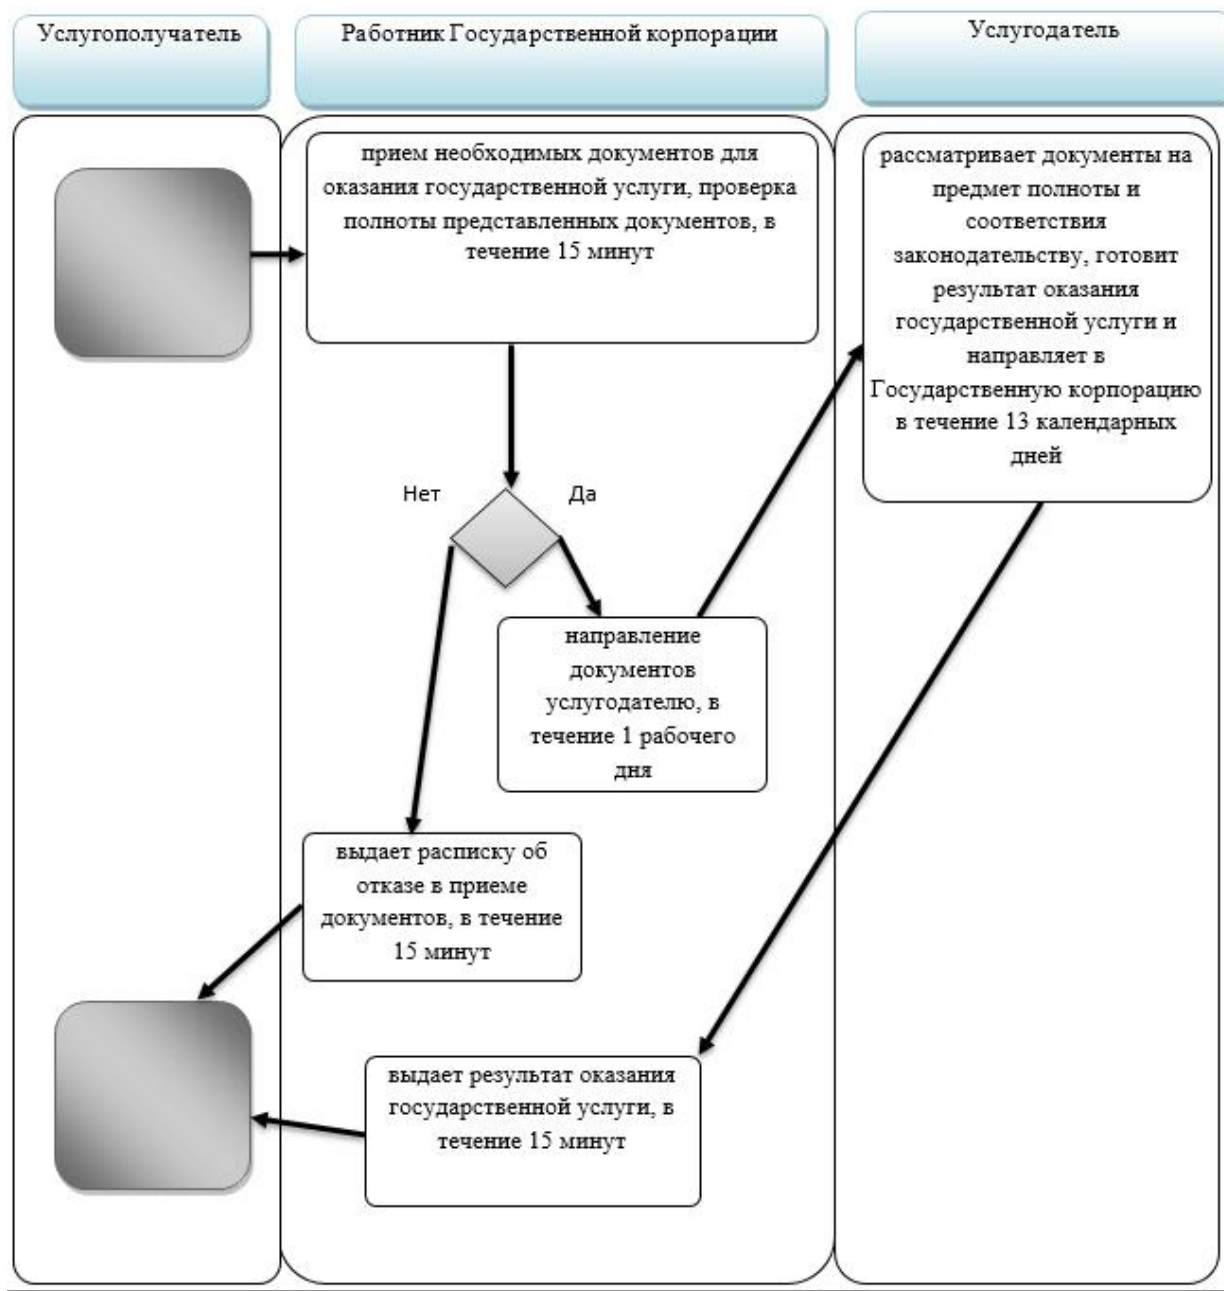 Услугополучатель
Работник Государственной корпорации
Услугодатель
прием необходимых документов для
оказания государственной услуги, проверка
полноты представленных документов, в
течение 15 минут
рассматривает документы на
предмет полноты и
соответствия
законодательству, готовит
результат оказания
государственной услуги и
направляет в
Государственную корпорацию
в течение 13 календарных
дней
Нет
Да
направление
документов
услугодателю, в
течение 1 рабочего
дня
выдает расписку об
отказе в приеме
документов, в течение
15 минут
выдает результат оказания
государственной услуги, в
течение 15 минут